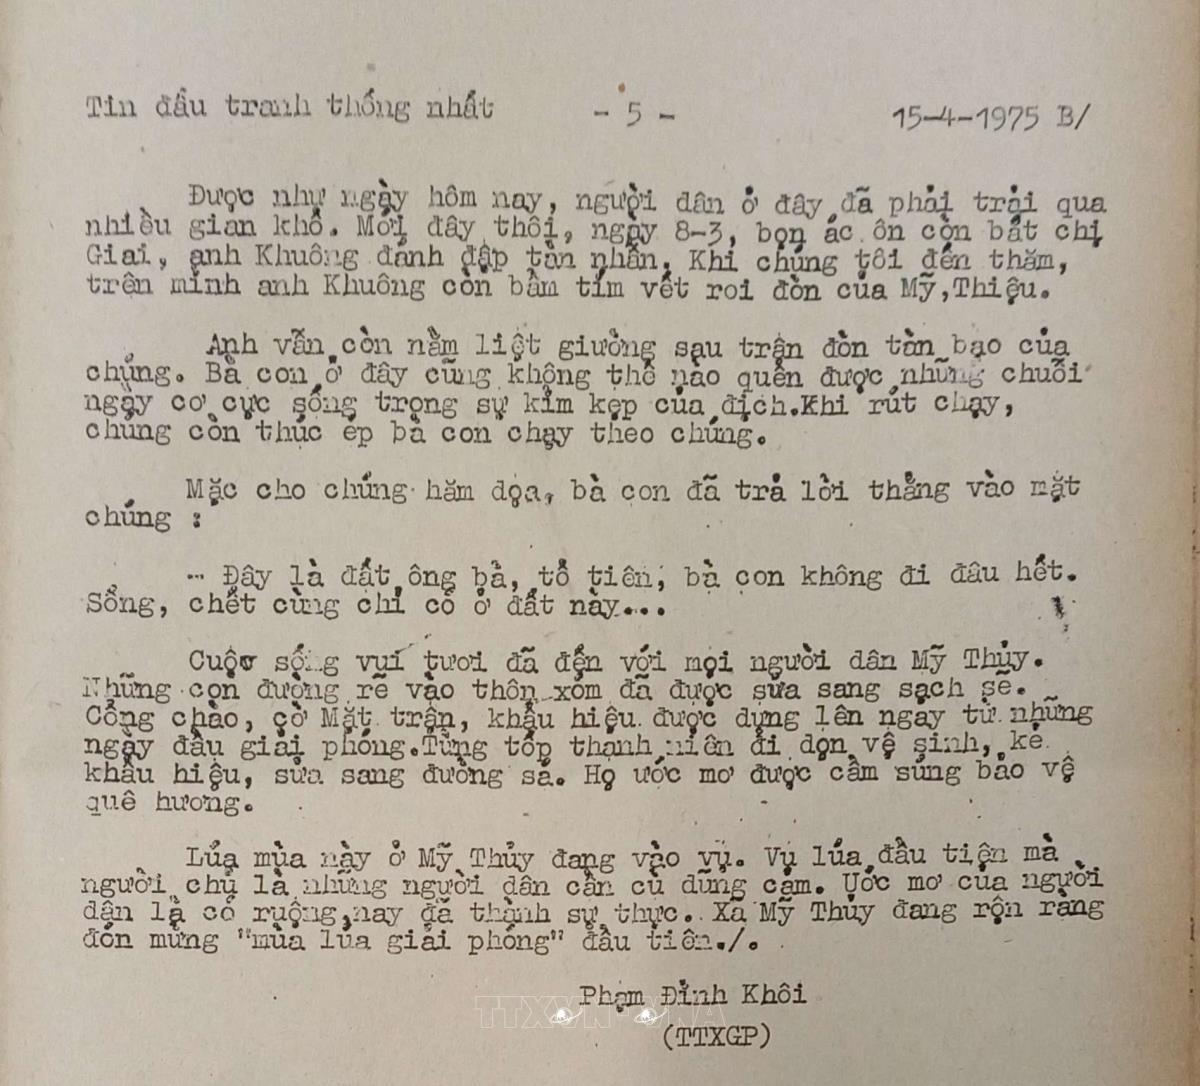 Tin đấu tranh thống nhất - 5 - 15-4-1975 B/
Được như ngày hôm nay, người dân ở đây đã phải trải qua
nhiều gian khổ. Mới đây thôi, ngày 8-3, bọn ác ôn còn bắt chị
Giai, anh Khuông đánh đập tàn nhẫn. Khi chúng tôi đến thăm,
trên mình anh Khuông còn bầm tím vết roi đòn của Mỹ,Thiệu.
Anh vẫn còn nằm liệt giường sau trận đòn tàn bạo của
chúng. Bà con ở đây cũng không thể nào quên được những chuỗi
ngày cơ cực sống trong sự kìm kẹp của địch.Khi rút chạy,
chúng còn thúc ép bà con chạy theo chúng.
Mặc cho chúng hăm dọa, bà con đã trả lời thẳng vào mặt
chúng :
- Đây là đất ông bà, tổ tiên, bà con không đi đâu hết.
Sống, chết cùng chỉ có ở đất này...
Cuộc sống vui tươi đã đến với mọi người dân Mỹ Thủy.
Những con đường rẽ vào thôn xóm đã được sửa sang sạch sẽ.
Cổng chào, cờ Mặt trận, khẩu hiệu được dựng lên ngay từ những
ngày đầu giải phóng.Từng tốp thanh niên đi dọn vệ sinh, kẻ
khẩu hiệu, sửa sang đường sá. Họ ước mơ được cầm súng bảo vệ
quê hương.
Lúa mùa này ở Mỹ Thủy đang vào vụ. Vụ lúa đầu tiên mà
người chủ là những người dân cần cù dũng cảm. Ước mơ của người
dân là có ruộng,nay đã thành sự thực. Xã Mỹ Thủy đang rộn ràng
đón mừng "mùa lúa giải phóng" đầu tiên./.
Phạm Đình Khôi
TTXVN - VNA
(TTXGP)